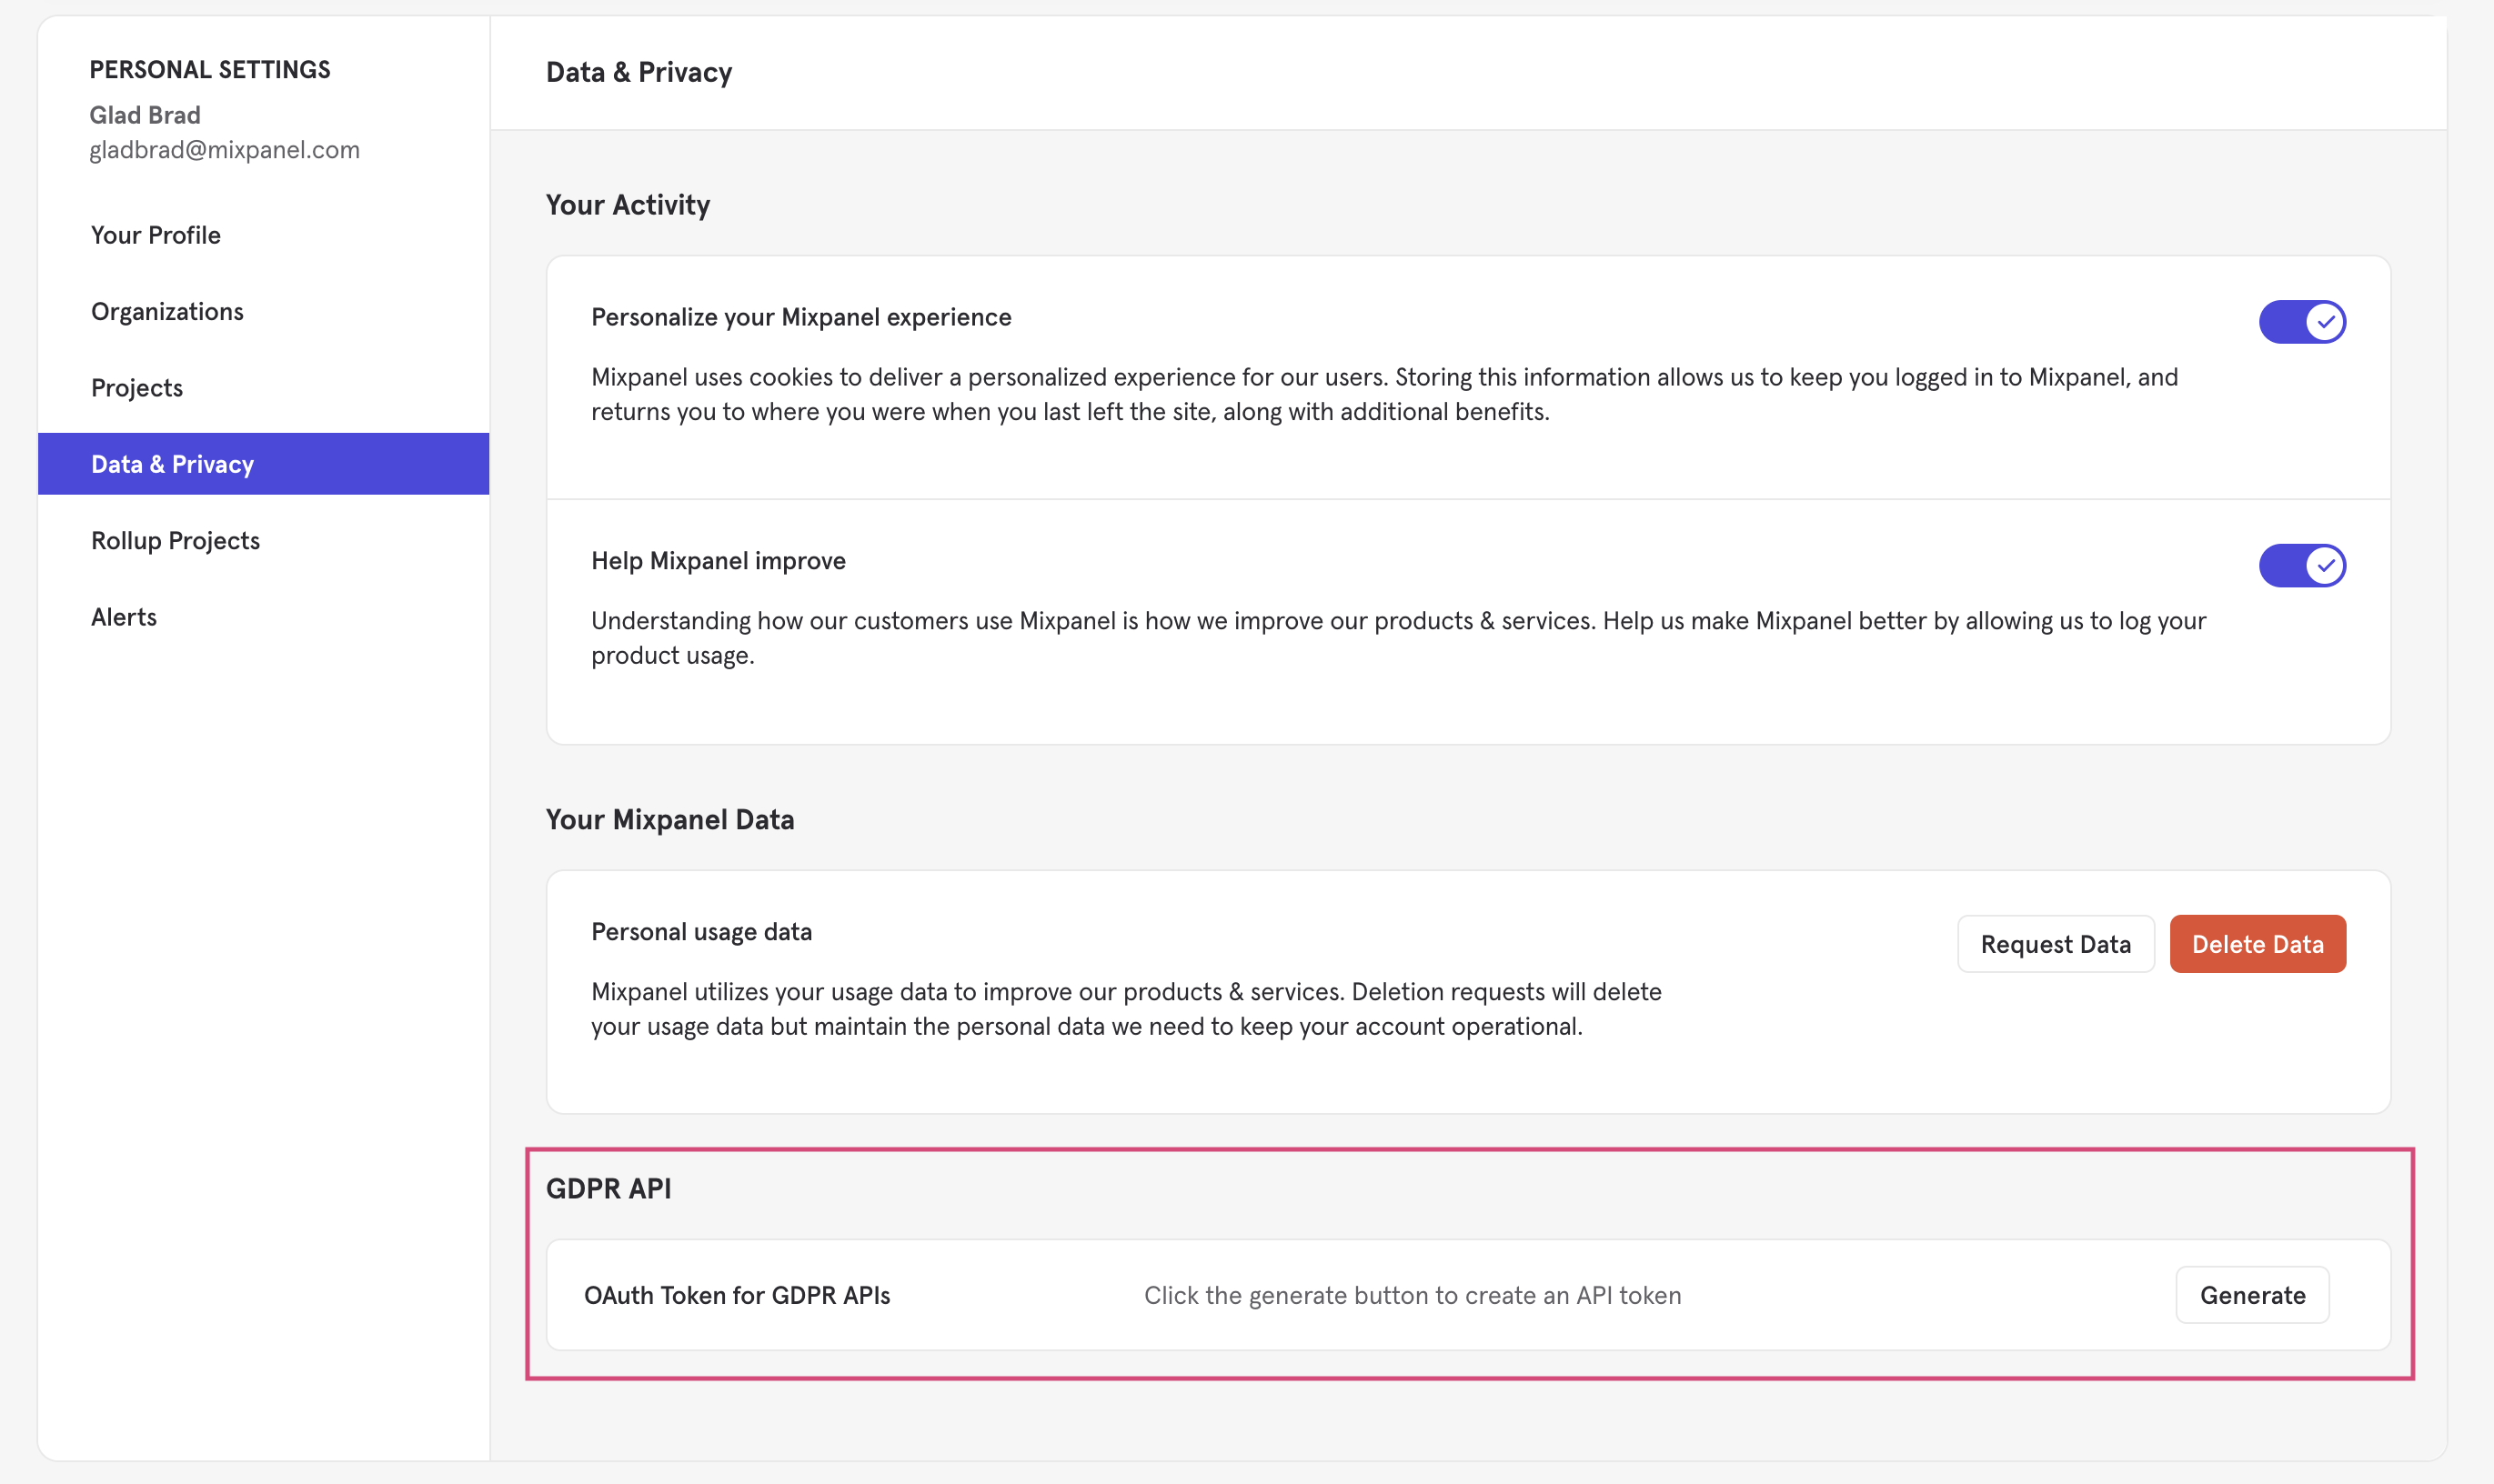 PERSONAL SETTINGS
Glad Brad
gladbrad@mixpanel.com
Your Profile
Organizations
Projects
Data & Privacy
Rollup Projects
Alerts
Data & Privacy
Your Activity
Personalize your Mixpanel experience
Mixpanel uses cookies to deliver a personalized experience for our users. Storing this information allows us to keep you logged in to Mixpanel, and
returns you to where you were when you last left the site, along with additional benefits.
Help Mixpanel improve
Understanding how our customers use Mixpanel is how we improve our products & services. Help us make Mixpanel better by allowing us to log your
product usage.
Your Mixpanel Data
Personal usage data
Request Data
Delete Data
Mixpanel utilizes your usage data to improve our products & services. Deletion requests will delete
your usage data but maintain the personal data we need to keep your account operational.
GDPR API
OAuth Token for GDPR APIs
Click the generate button to create an API token
Generate